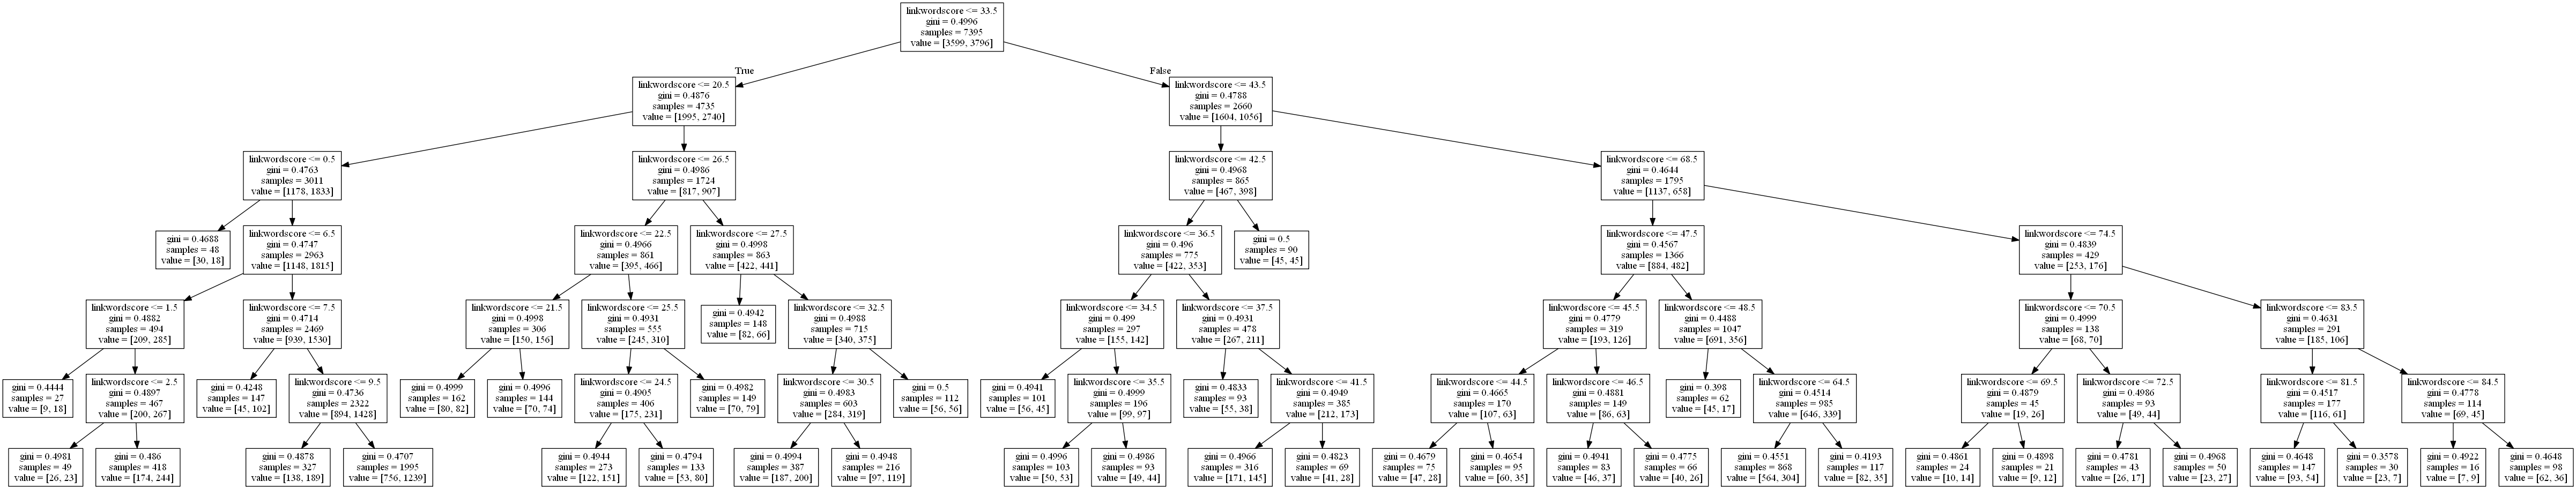 linkwordscore <= 33.5
gini = 0.4996
samples = 7395
value = [3599, 3796]
True
False
linkwordscore <= 20.5
gini = 0.4876
samples = 4735
value = [1995, 2740]
linkwordscore <= 43.5
gini = 0.4788
samples = 2660
value = [1604, 1056]
linkwordscore <= 0.5
gini = 0.4763
samples = 3011
value = [1178, 1833]
linkwordscore <= 26.5
gini = 0.4986
samples = 1724
value = [817, 907]
linkwordscore <= 42.5
gini = 0.4968
samples = 865
value = [467, 398]
linkwordscore <= 68.5
gini = 0.4644
samples = 1795
value = [1137, 658]
gini = 0.4688
samples = 48
value = [30, 18]
linkwordscore <= 6.5
gini = 0.4747
samples = 2963
value = [1148, 1815]
linkwordscore <= 22.5
gini = 0.4966
samples = 861
value = [395, 466]
linkwordscore <= 27.5
gini = 0.4998
samples = 863
value = [422, 441]
linkwordscore <= 36.5
gini = 0.496
samples = 775
value = [422, 353]
gini = 0.5
samples = 90
value = [45, 45]
linkwordscore <= 47.5
gini = 0.4567
samples = 1366
value = [884, 482]
linkwordscore <= 74.5
gini = 0.4839
samples = 429
value = [253, 176]
linkwordscore <= 1.5
gini = 0.4882
samples = 494
value = [209, 285]
linkwordscore <= 7.5
gini = 0.4714
samples = 2469
value = [939, 1530]
linkwordscore <= 21.5
gini = 0.4998
samples = 306
value = [150, 156]
linkwordscore <= 25.5
gini = 0.4931
samples = 555
value = [245, 310]
gini = 0.4942
samples = 148
value = [82, 66]
linkwordscore <= 32.5
gini = 0.4988
samples = 715
value = [340, 375]
linkwordscore <= 34.5
gini = 0.499
samples = 297
value = [155, 142]
linkwordscore <= 37.5
gini = 0.4931
samples = 478
value = [267, 211]
linkwordscore <= 45.5
gini = 0.4779
samples = 319
value = [193, 126]
linkwordscore <= 48.5
gini = 0.4488
samples = 1047
value = [691, 356]
linkwordscore <= 70.5
gini = 0.4999
samples = 138
value = [68, 70]
linkwordscore <= 83.5
gini = 0.4631
samples = 291
value = [185, 106]
gini = 0.4444
samples = 27
value = [9, 18]
linkwordscore <= 2.5
gini = 0.4897
samples = 467
value = [200, 267]
gini = 0.4248
samples = 147
value = [45, 102]
linkwordscore <= 9.5
gini = 0.4736
samples = 2322
value = [894, 1428]
gini = 0.4999
samples = 162
value = [80, 82]
gini = 0.4996
samples = 144
value = [70, 74]
linkwordscore <= 24.5
gini = 0.4905
samples = 406
value = [175, 231]
gini = 0.4982
samples = 149
value = [70, 79]
linkwordscore <= 30.5
gini = 0.4983
samples = 603
value = [284, 319]
gini = 0.5
samples = 112
value = [56, 56]
gini = 0.4941
samples = 101
value = [56, 45]
linkwordscore <= 35.5
gini = 0.4999
samples = 196
value = [99, 97]
gini = 0.4833
samples = 93
value = [55, 38]
linkwordscore <= 41.5
gini = 0.4949
samples = 385
value = [212, 173]
linkwordscore <= 44.5
gini = 0.4665
samples = 170
value = [107, 63]
linkwordscore <= 46.5
gini = 0.4881
samples = 149
value = [86, 63]
gini = 0.398
samples = 62
value = [45, 17]
linkwordscore <= 64.5
gini = 0.4514
samples = 985
value = [646, 339]
linkwordscore <= 69.5
gini = 0.4879
samples = 45
value = [19, 26]
linkwordscore <= 72.5
gini = 0.4986
samples = 93
value = [49, 44]
linkwordscore <= 81.5
gini = 0.4517
samples = 177
value = [116, 61]
linkwordscore <= 84.5
gini = 0.4778
samples = 114
value = [69, 45]
gini = 0.4981
samples = 49
value = [26, 23]
gini = 0.486
samples = 418
value = [174, 244]
gini = 0.4878
samples = 327
value = [138, 189]
gini = 0.4707
samples = 1995
value = [756, 1239]
gini = 0.4944
samples = 273
value = [122, 151]
gini = 0.4794
samples = 133
value = [53, 80]
gini = 0.4994
samples = 387
value = [187, 200]
gini = 0.4948
samples = 216
value = [97, 119]
gini = 0.4996
samples = 103
value = [50, 53]
gini = 0.4986
samples = 93
value = [49, 44]
gini = 0.4966
samples = 316
value = [171, 145]
gini = 0.4823
samples = 69
value = [41, 28]
gini = 0.4679
samples = 75
value = [47, 28]
gini = 0.4654
samples = 95
value = [60, 35]
gini = 0.4941
samples = 83
value = [46, 37]
gini = 0.4775
samples = 66
value = [40, 26]
gini = 0.4551
samples = 868
value = [564, 304]
gini = 0.4193
samples = 117
value = [82, 35]
gini = 0.4861
samples = 24
value = [10, 14]
gini = 0.4898
samples = 21
value = [9, 12]
gini = 0.4781
samples = 43
value = [26, 17]
gini = 0.4968
samples = 50
value = [23, 27]
gini = 0.4648
samples = 147
value = [93, 54]
gini = 0.3578
samples = 30
value = [23, 7]
gini = 0.4922
samples = 16
value = [7, 9]
gini = 0.4648
samples = 98
value = [62, 36]